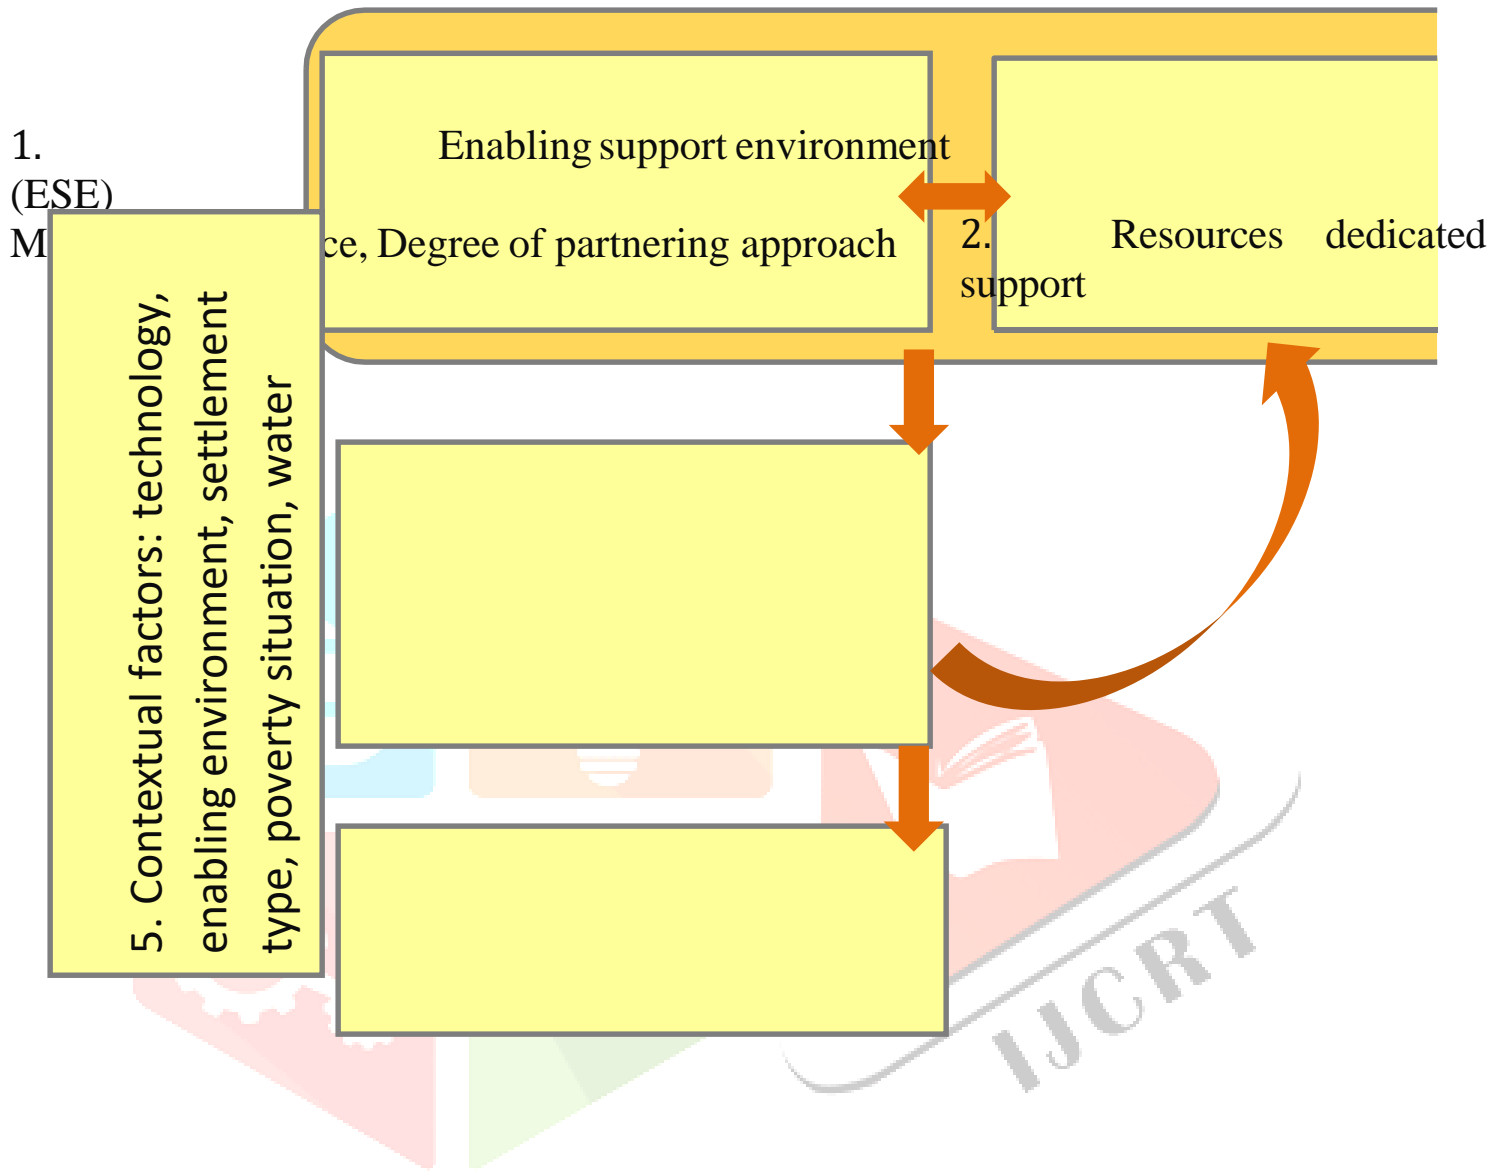 1.
Enabling support environment
(ESE)
M
ce, Degree of partnering approach
2. Resources dedicated
support
5. Contextual factors: technology,
enabling environment, settlement
type, poverty situation, water
IJCRT